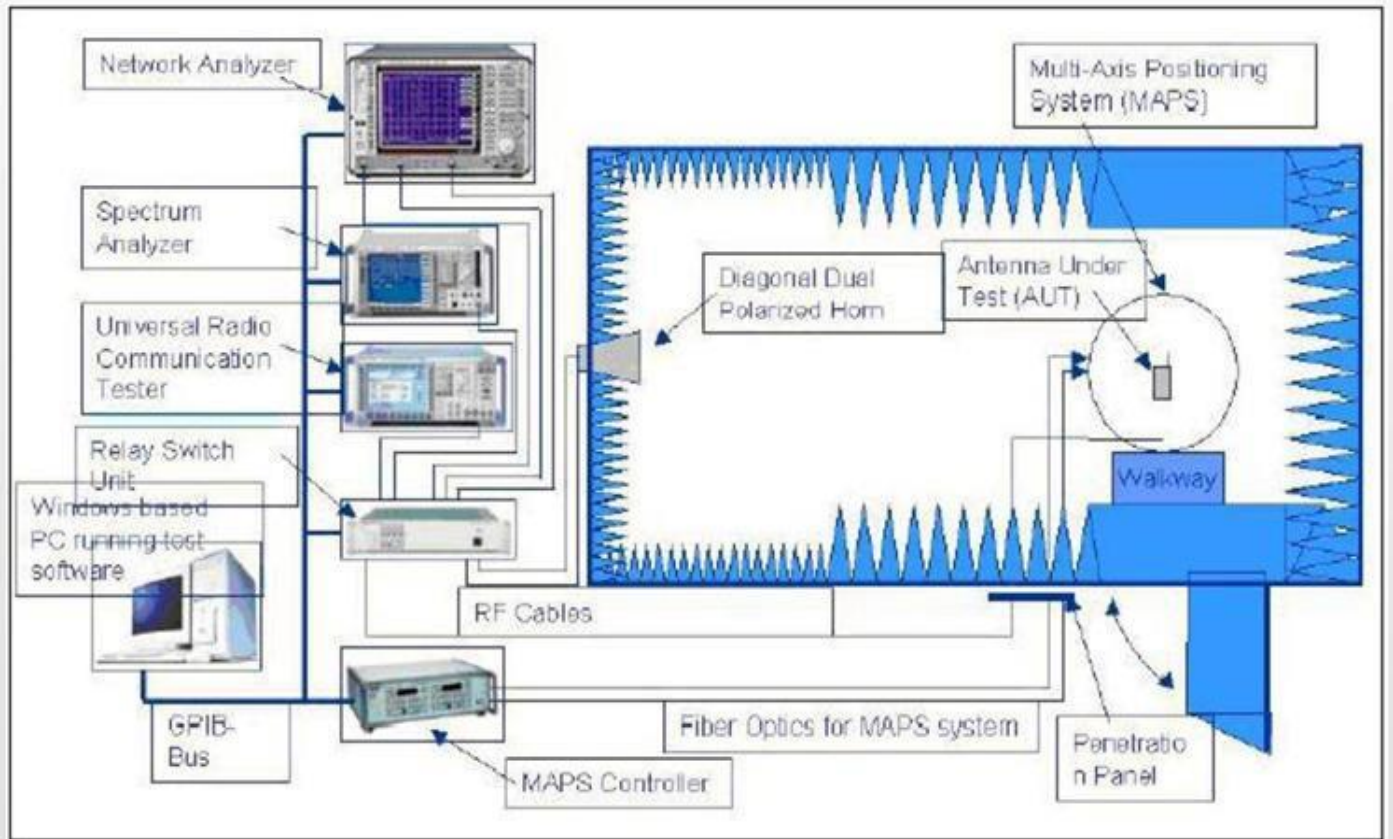 Network Analyzer
Multi-Axis Positioning
System (MAPS)
Spectrum
Analyzer
Diagonal Dual
Polarized Horn
Antenna Under
Test (AUT)
Universal Radio
Communication
Tester
Relay Switch
Unit
Walkway
Windows based
PC running test
software
RF Cables
GPIB-
Bus
Fiber Optics for MAPS system
Penetratio
n Panel
MAPS Controller